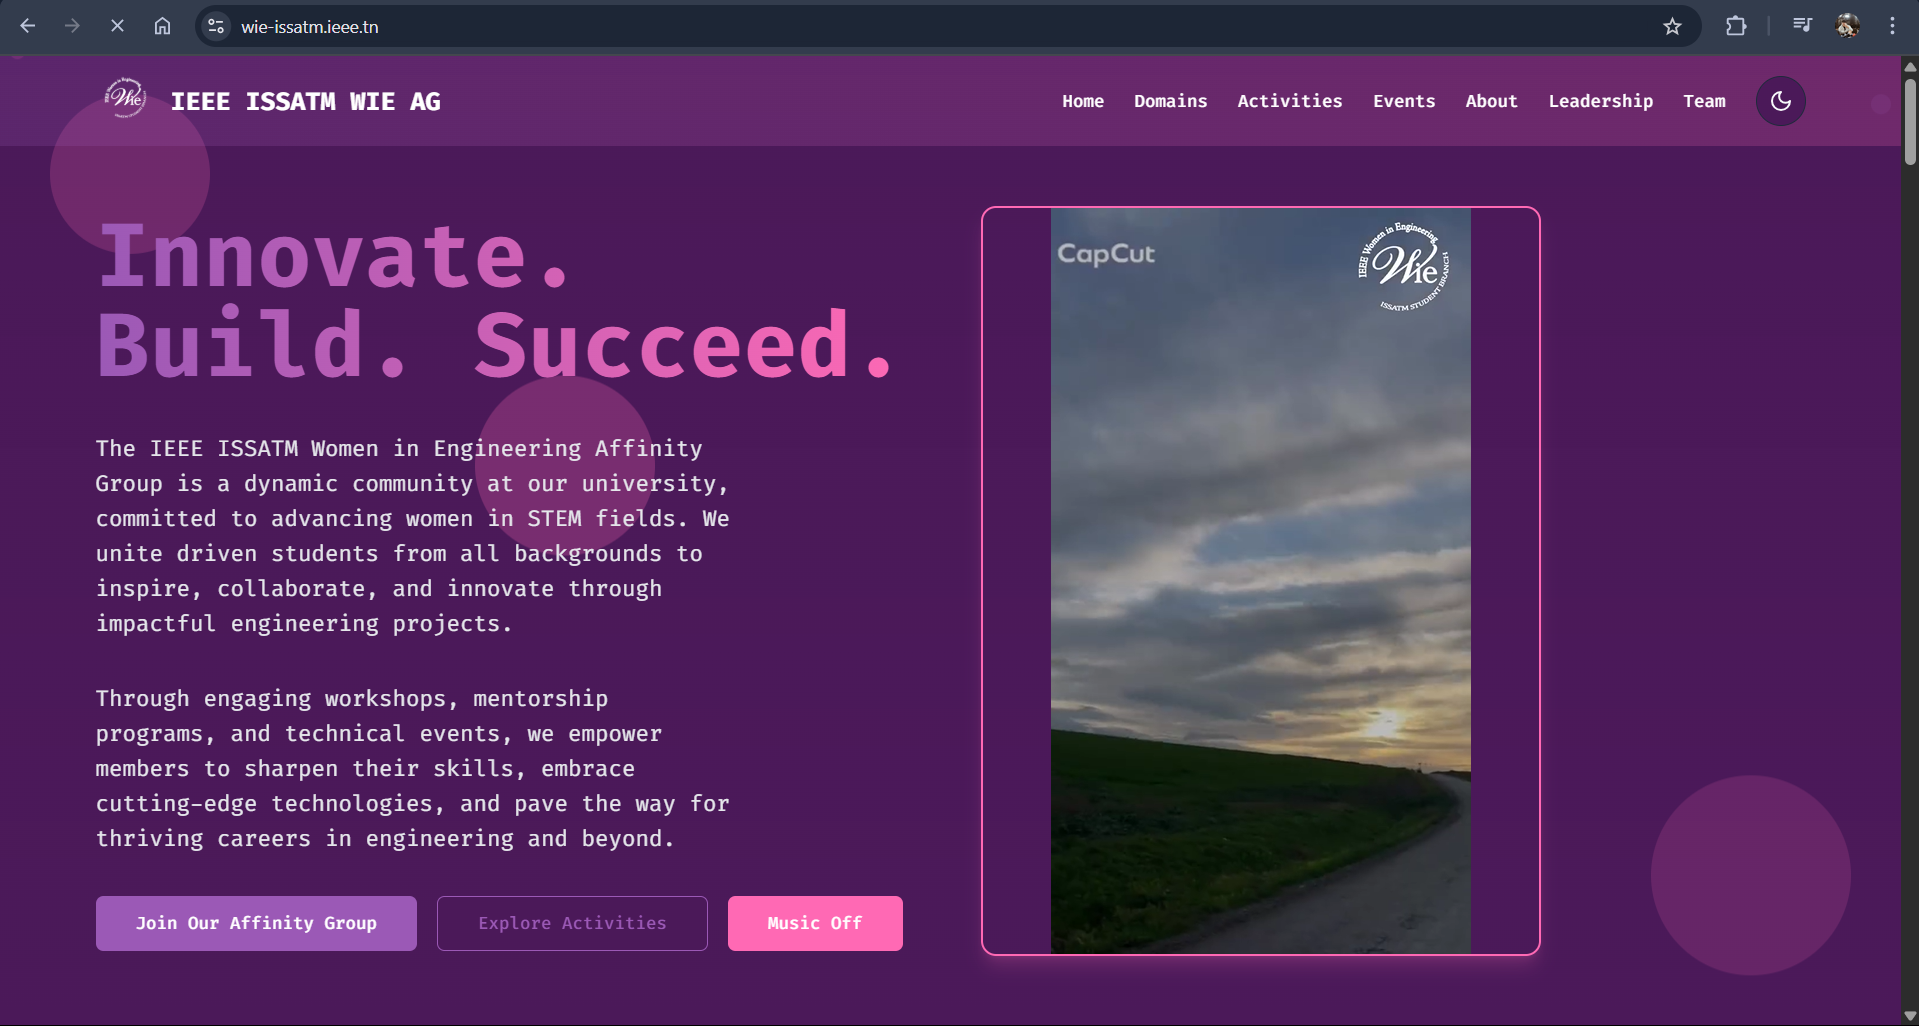 wie-issatm.ieee.tn
IEEE ISSATM WIE AG
Home Domains Activities Events About Leadership Team
Innovate.
Build. Succeed.
The IEEE ISSATM Women in Engineering Affinity
Group is a dynamic community at our university,
committed to advancing women in STEM fields. We
unite driven students from all backgrounds to
inspire, collaborate, and innovate through
impactful engineering projects.
Through engaging workshops, mentorship
programs, and technical events, we empower
members to sharpen their skills, embrace
cutting-edge technologies, and pave the way for
thriving careers in engineering and beyond.
Join Our Affinity Group
Explore Activities
Music Off
CapCut
IEEE Women in Engineering
Wie
ISSATM STUDENT BRANCH